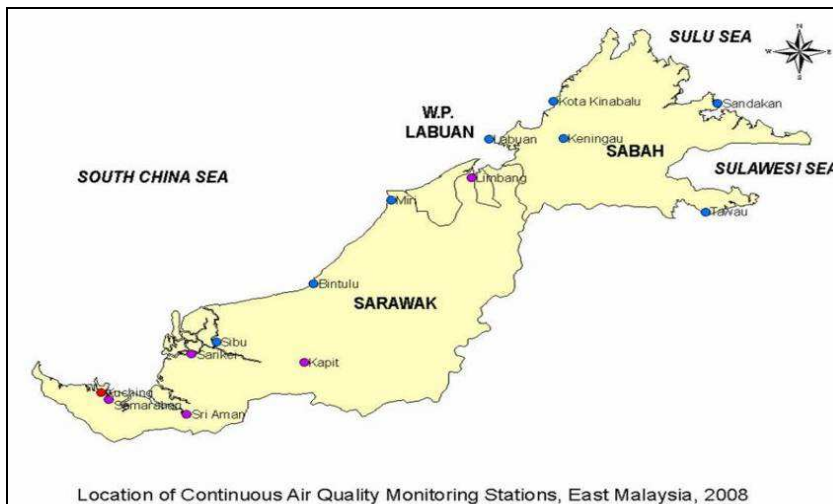 SULU SEA
N
W
E
S
Kota Kinabalu
Sandakan
W.P.
LABUAN
Labuan
Keningau
SABAH
SOUTH CHINA SEA
SULAWESI SEA
Limbang
Miri
Tawau
Bintulu
SARAWAK
Sibu
Sarikei
Kapit
Kuching
Samarahan
Sri Aman
Location of Continuous Air Quality Monitoring Stations, East Malaysia, 2008